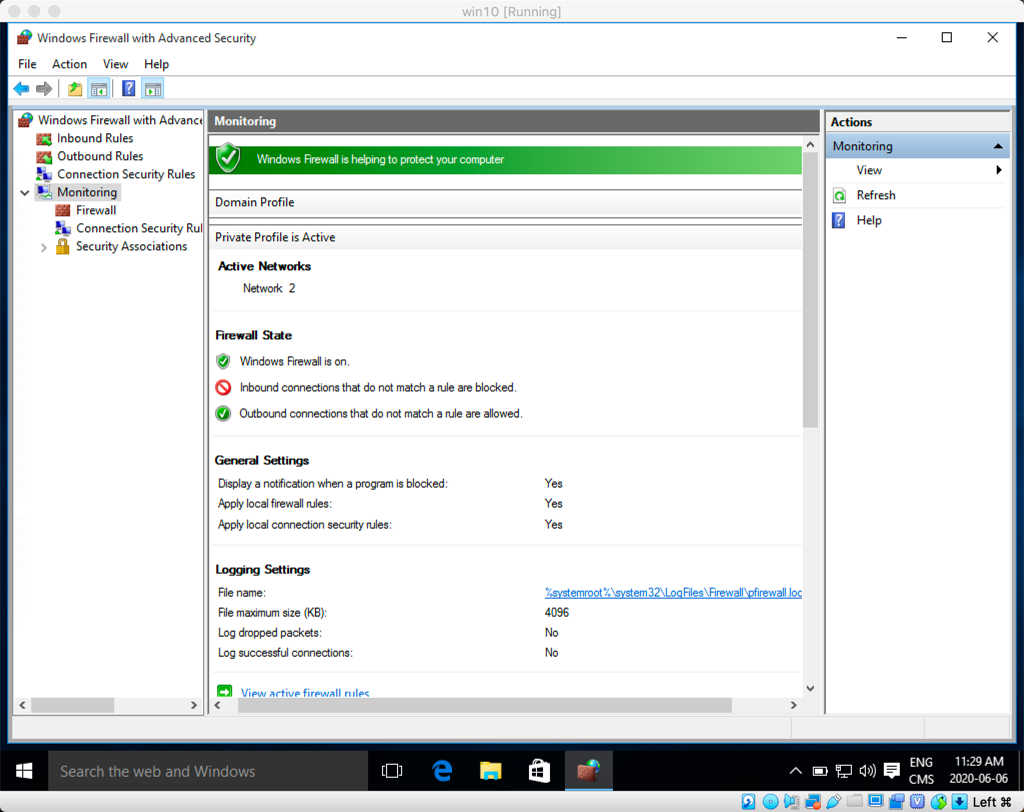 win10 [Running]
Windows Firewall with Advanced Security
File Action View Help
Windows Firewall with Advance
Inbound Rules
Outbound Rules
Connection Security Rules
Monitoring
Firewall
Connection Security Rul
Security Associations
Monitoring
Windows Firewall is helping to protect your computer
Domain Profile
Private Profile is Active
Active Networks
Network 2
Firewall State
Windows Firewall is on.
Inbound connections that do not match a rule are blocked.
Outbound connections that do not match a rule are allowed.
General Settings
Display a notification when a program is blocked: Yes
Apply local firewall rules: Yes
Apply local connection security rules: Yes
Logging Settings
File name: %systemroot%\system32\LogFiles\Firewall\pfirewall.log
File maximum size (KB): 4096
Log dropped packets: No
Log successful connections: No
View active firewall rules
Actions
Monitoring
View
Refresh
Help
Search the web and Windows
ENG
CMS
11:29 AM
2020-06-06
Left ⌘